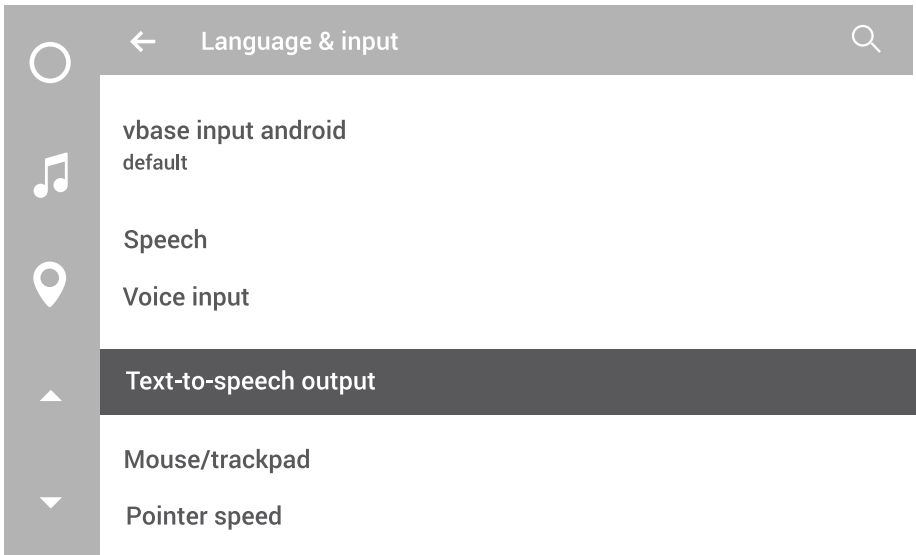 Language & input
vbase input android
default
Speech
Voice input
Text-to-speech output
Mouse/trackpad
Pointer speed